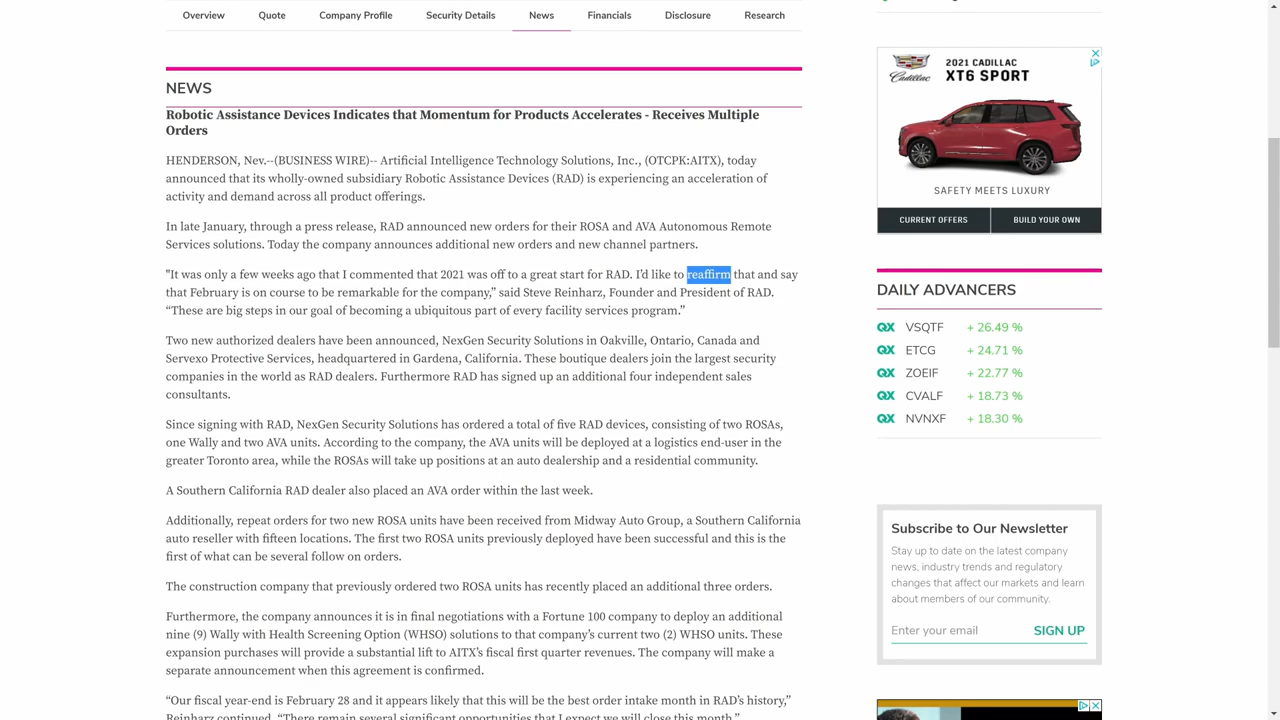 Overview Quote Company Profile Security Details News Financials Disclosure Research
NEWS
Robotic Assistance Devices Indicates that Momentum for Products Accelerates - Receives Multiple
Orders
HENDERSON, Nev.--(BUSINESS WIRE)-- Artificial Intelligence Technology Solutions, Inc., (OTCPK:AITX), today
announced that its wholly-owned subsidiary Robotic Assistance Devices (RAD) is experiencing an acceleration of
activity and demand across all product offerings.
In late January, through a press release, RAD announced new orders for their ROSA and AVA Autonomous Remote
Services solutions. Today the company announces additional new orders and new channel partners.
"It was only a few weeks ago that I commented that 2021 was off to a great start for RAD. I’d like to reaffirm that and say
that February is on course to be remarkable for the company,” said Steve Reinharz, Founder and President of RAD.
“These are big steps in our goal of becoming a ubiquitous part of every facility services program.”
Two new authorized dealers have been announced, NexGen Security Solutions in Oakville, Ontario, Canada and
Servexo Protective Services, headquartered in Gardena, California. These boutique dealers join the largest security
companies in the world as RAD dealers. Furthermore RAD has signed up an additional four independent sales
consultants.
Since signing with RAD, NexGen Security Solutions has ordered a total of five RAD devices, consisting of two ROSAs,
one Wally and two AVA units. According to the company, the AVA units will be deployed at a logistics end-user in the
greater Toronto area, while the ROSAs will take up positions at an auto dealership and a residential community.
A Southern California RAD dealer also placed an AVA order within the last week.
Additionally, repeat orders for two new ROSA units have been received from Midway Auto Group, a Southern California
auto reseller with fifteen locations. The first two ROSA units previously deployed have been successful and this is the
first of what can be several follow on orders.
The construction company that previously ordered two ROSA units has recently placed an additional three orders.
Furthermore, the company announces it is in final negotiations with a Fortune 100 company to deploy an additional
nine (9) Wally with Health Screening Option (WHSO) solutions to that company’s current two (2) WHSO units. These
expansion purchases will provide a substantial lift to AITX’s fiscal first quarter revenues. The company will make a
separate announcement when this agreement is confirmed.
“Our fiscal year-end is February 28 and it appears likely that this will be the best order intake month in RAD’s history,”
Reinharz continued. “There remain several significant opportunities that I expect we will close this month.”
Cadillac
2021 CADILLAC
XT6 SPORT
SAFETY MEETS LUXURY
CURRENT OFFERS BUILD YOUR OWN
DAILY ADVANCERS
QX VSQTF + 26.49 %
QX ETCG + 24.71 %
QX ZOEIF + 22.77 %
QX CVALF + 18.73 %
QX NVNXF + 18.30 %
Subscribe to Our Newsletter
Stay up to date on the latest company
news, industry trends and regulatory
changes that affect our markets and learn
about members of our community.
Enter your email SIGN UP